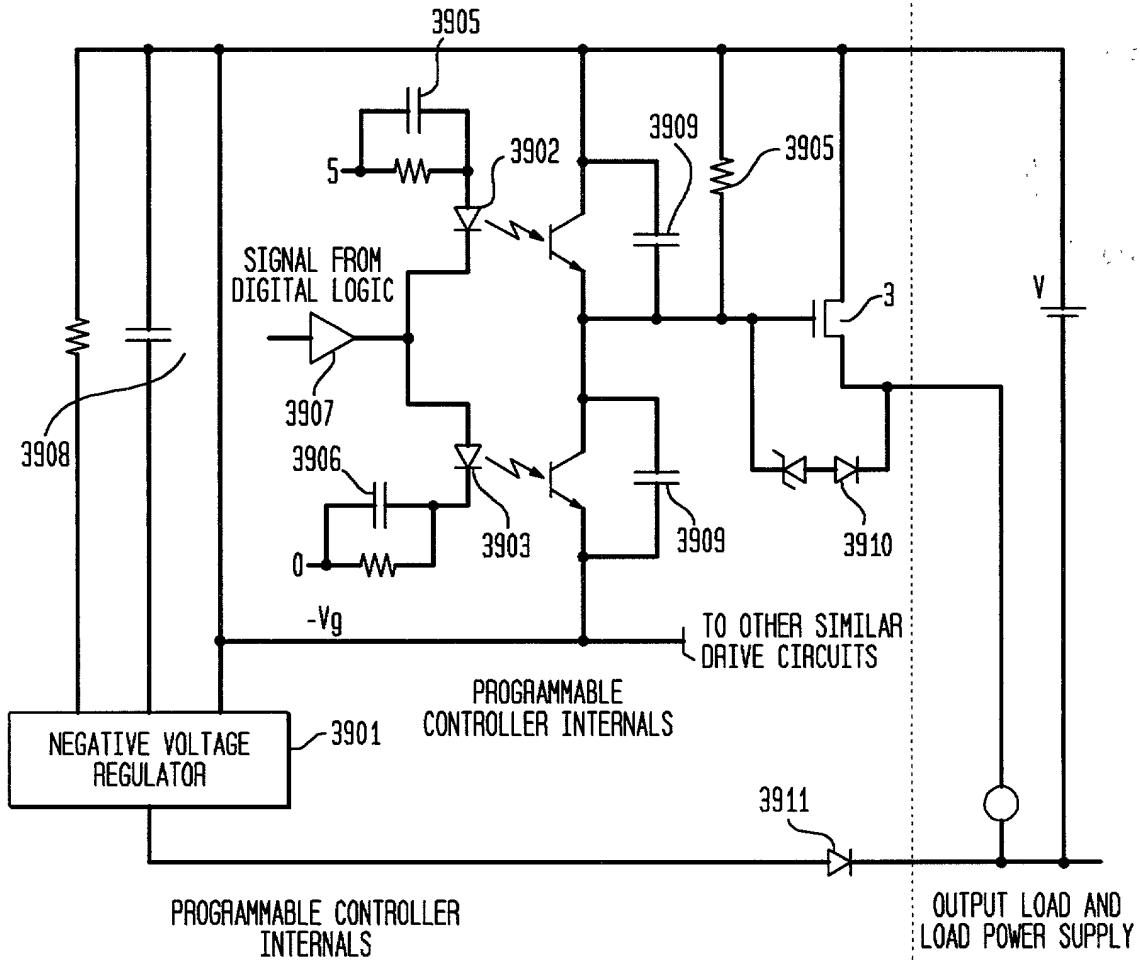 3905
3909
3905
3902
5
SIGNAL FROM
DIGITAL LOGIC
3
V
3907
3908
3906
3903
3909
3910
0
-Vg
TO OTHER SIMILAR
DRIVE CIRCUITS
PROGRAMMABLE
CONTROLLER INTERNALS
NEGATIVE VOLTAGE
REGULATOR
3901
3911
PROGRAMMABLE CONTROLLER
INTERNALS
OUTPUT LOAD AND
LOAD POWER SUPPLY